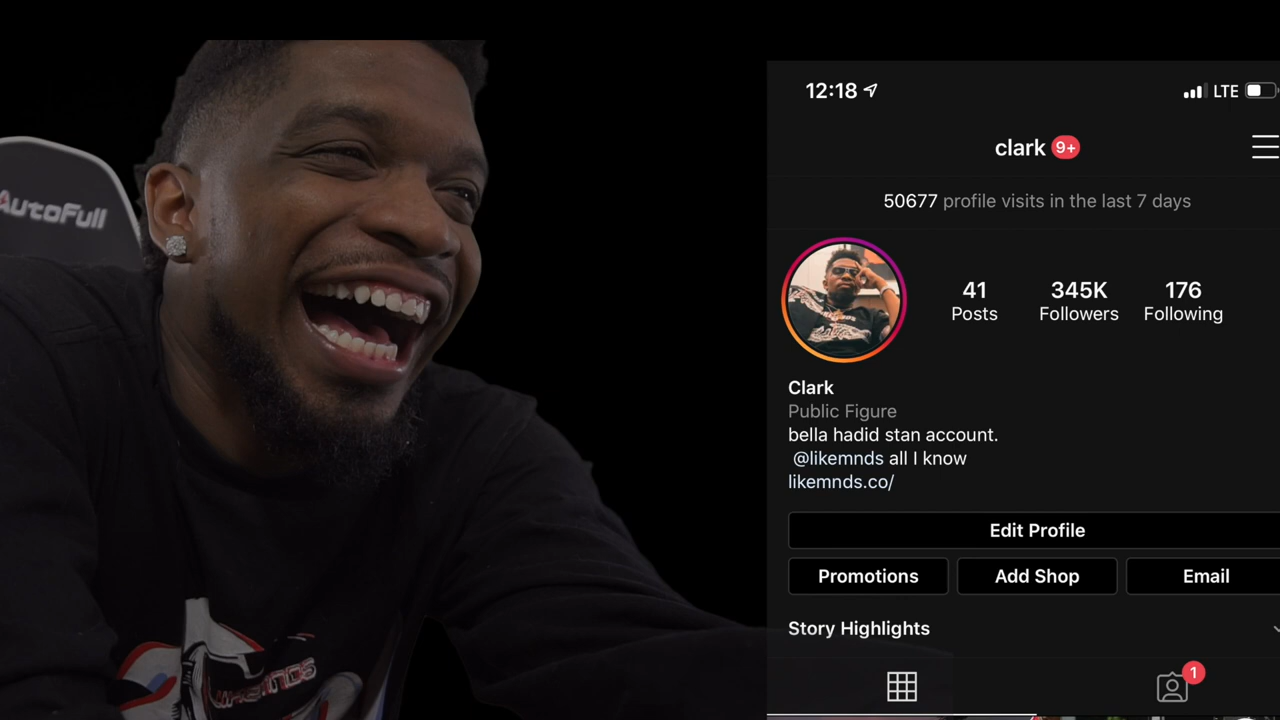 AutoFull
12:18 LTE
clark 9+
50677 profile visits in the last 7 days
41 345K 176
Posts Followers Following
Clark
Public Figure
bella hadid stan account.
@likemnds all I know
likemnds.co/
Edit Profile
Promotions Add Shop Email
Story Highlights
1
LIKEMNDS